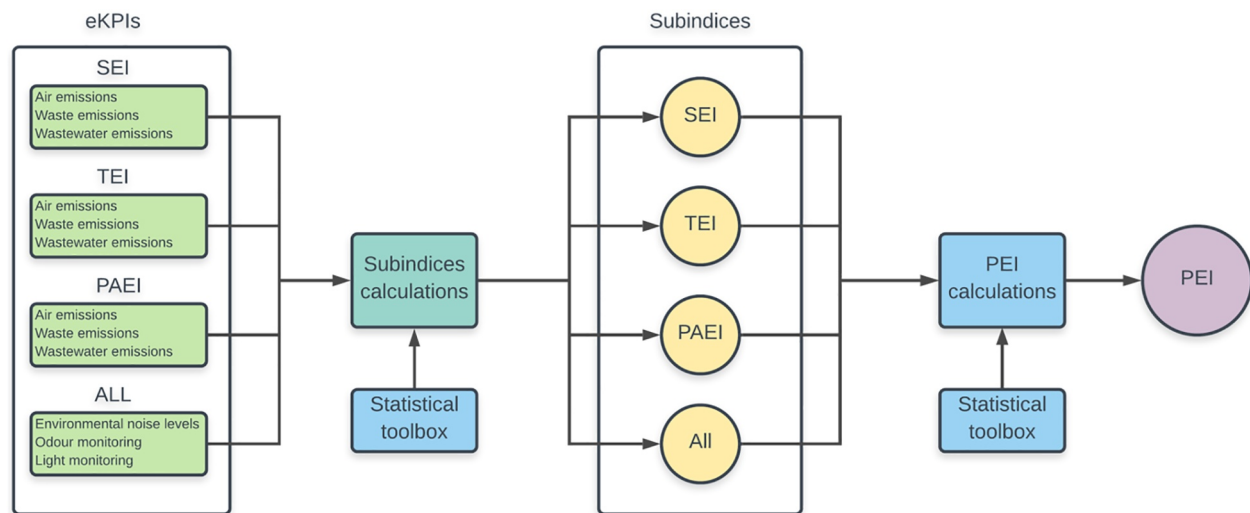 eKPIs
SEI
Air emissions
Waste emissions
Wastewater emissions
TEI
Air emissions
Waste emissions
Wastewater emissions
PAEI
Air emissions
Waste emissions
Wastewater emissions
ALL
Environmental noise levels
Odour monitoring
Light monitoring
Subindices
calculations
Statistical
toolbox
Subindices
SEI
TEI
PAEI
All
PEI
calculations
Statistical
toolbox
PEI